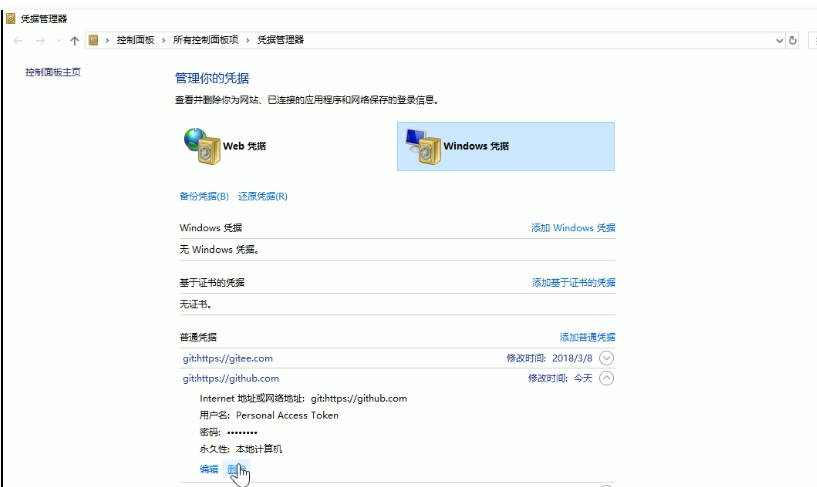 凭据管理器
控制面板 › 所有控制面板项 › 凭据管理器
控制面板主页
管理你的凭据
查看并删除你为网站、已连接的应用程序和网络保存的登录信息。
Web 凭据
Windows 凭据
备份凭据(B) 还原凭据(R)
Windows 凭据 添加 Windows 凭据
无 Windows 凭据。
基于证书的凭据 添加基于证书的凭据
无证书。
普通凭据 添加普通凭据
git:https://gitee.com 修改时间: 2018/3/8
git:https://github.com 修改时间: 今天
Internet 地址或网络地址: git:https://github.com
用户名: Personal Access Token
密码: ••••••••
永久性: 本地计算机
编辑